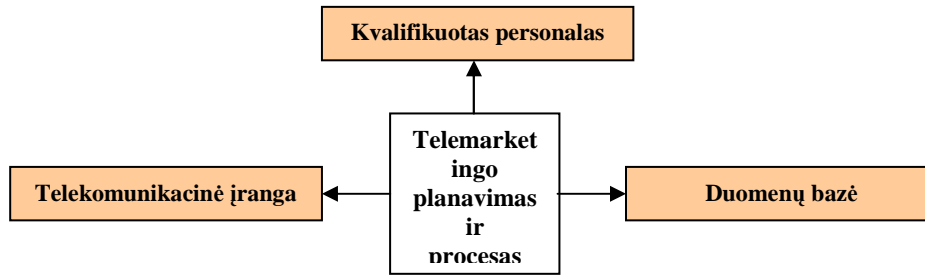 Kvalifikuotas personalas
Telemarket
ingo
planavimas
ir
procesas
Telekomunikacinė įranga
Duomenų bazė